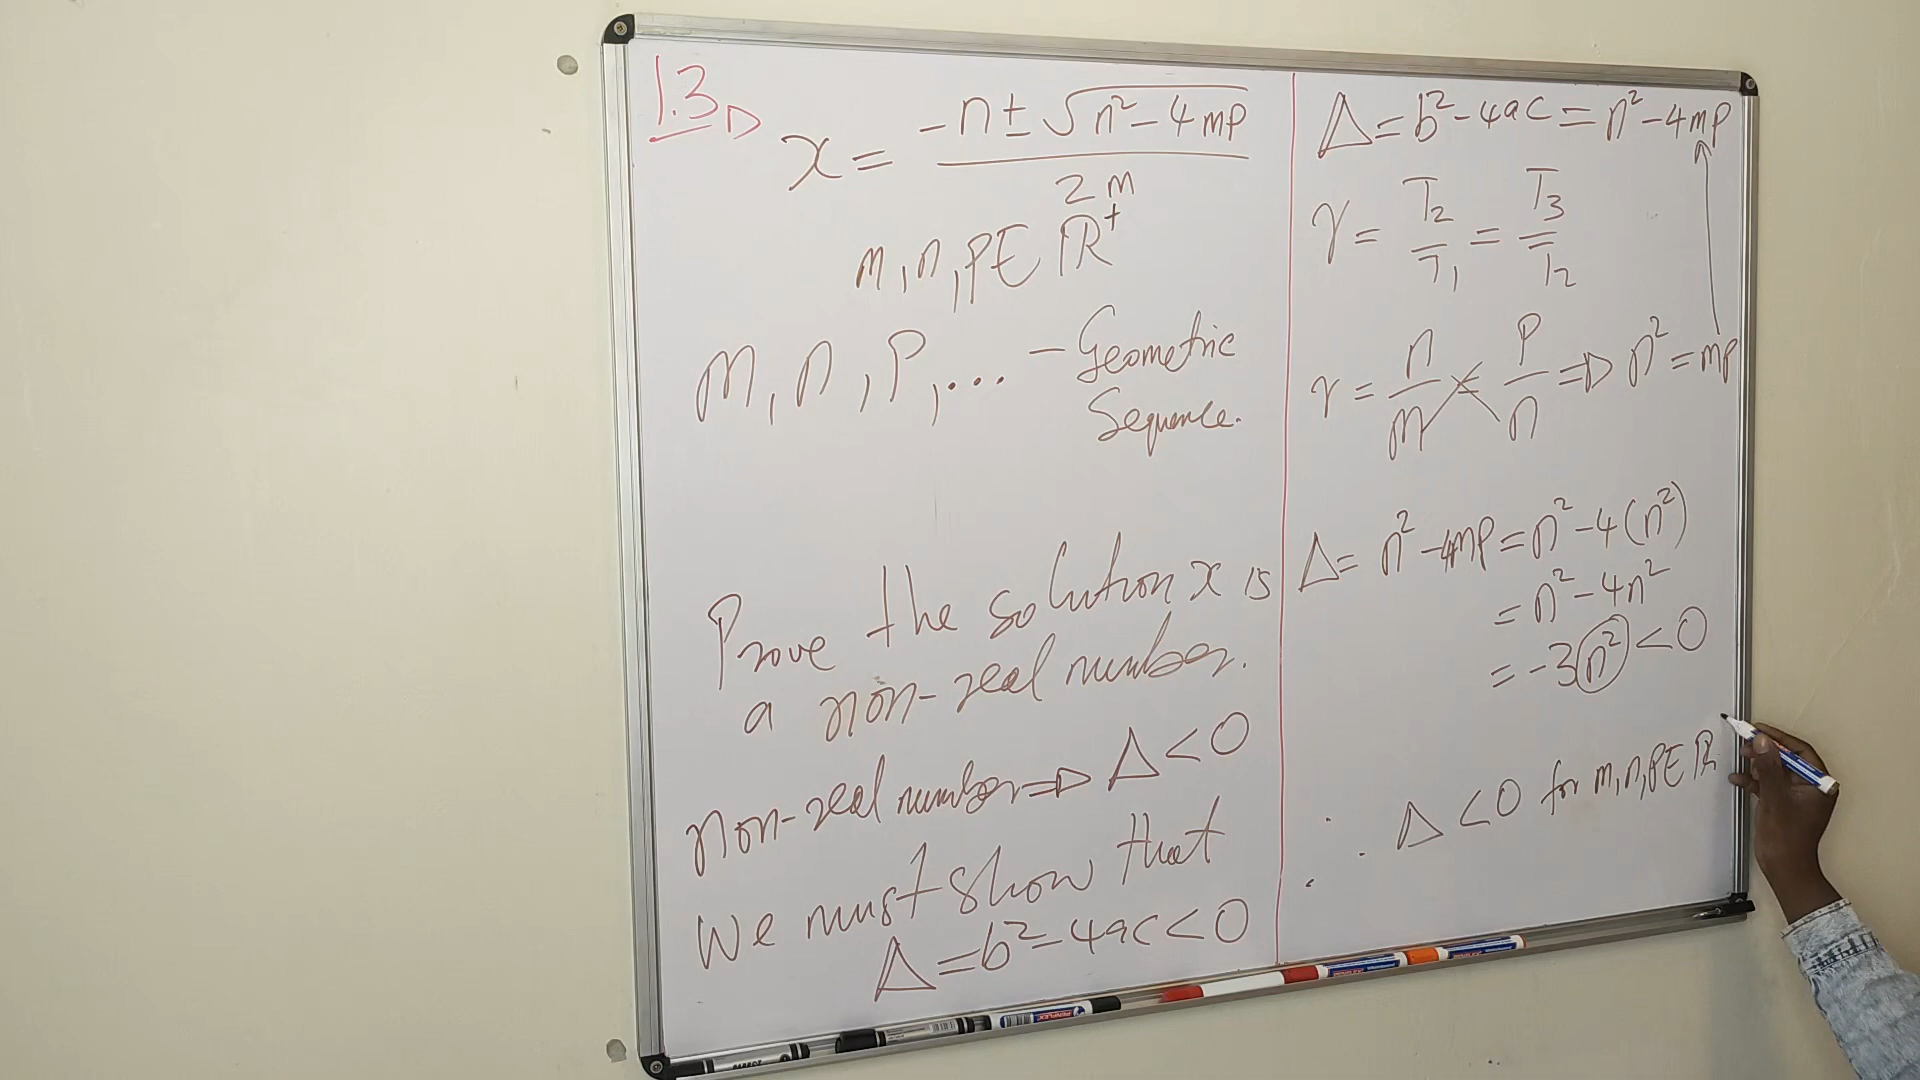 1.3
x = (-n ± √(n² - 4mp)) / 2m
m, n, p ∈ ℝ⁺
m, n, p, ... - Geometric
Sequence.
Prove the solution x is
a non-real number.
non-real number ⇒ Δ < 0
We must show that
Δ = b² - 4ac < 0
Δ = b² - 4ac = n² - 4mp
r = T₂/T₁ = T₃/T₂
r = n/m = p/n ⇒ n² = mp
Δ = n² - 4mp = n² - 4(n²)
= n² - 4n²
= -3n² < 0
∴ Δ < 0 for m, n, p ∈ ℝ